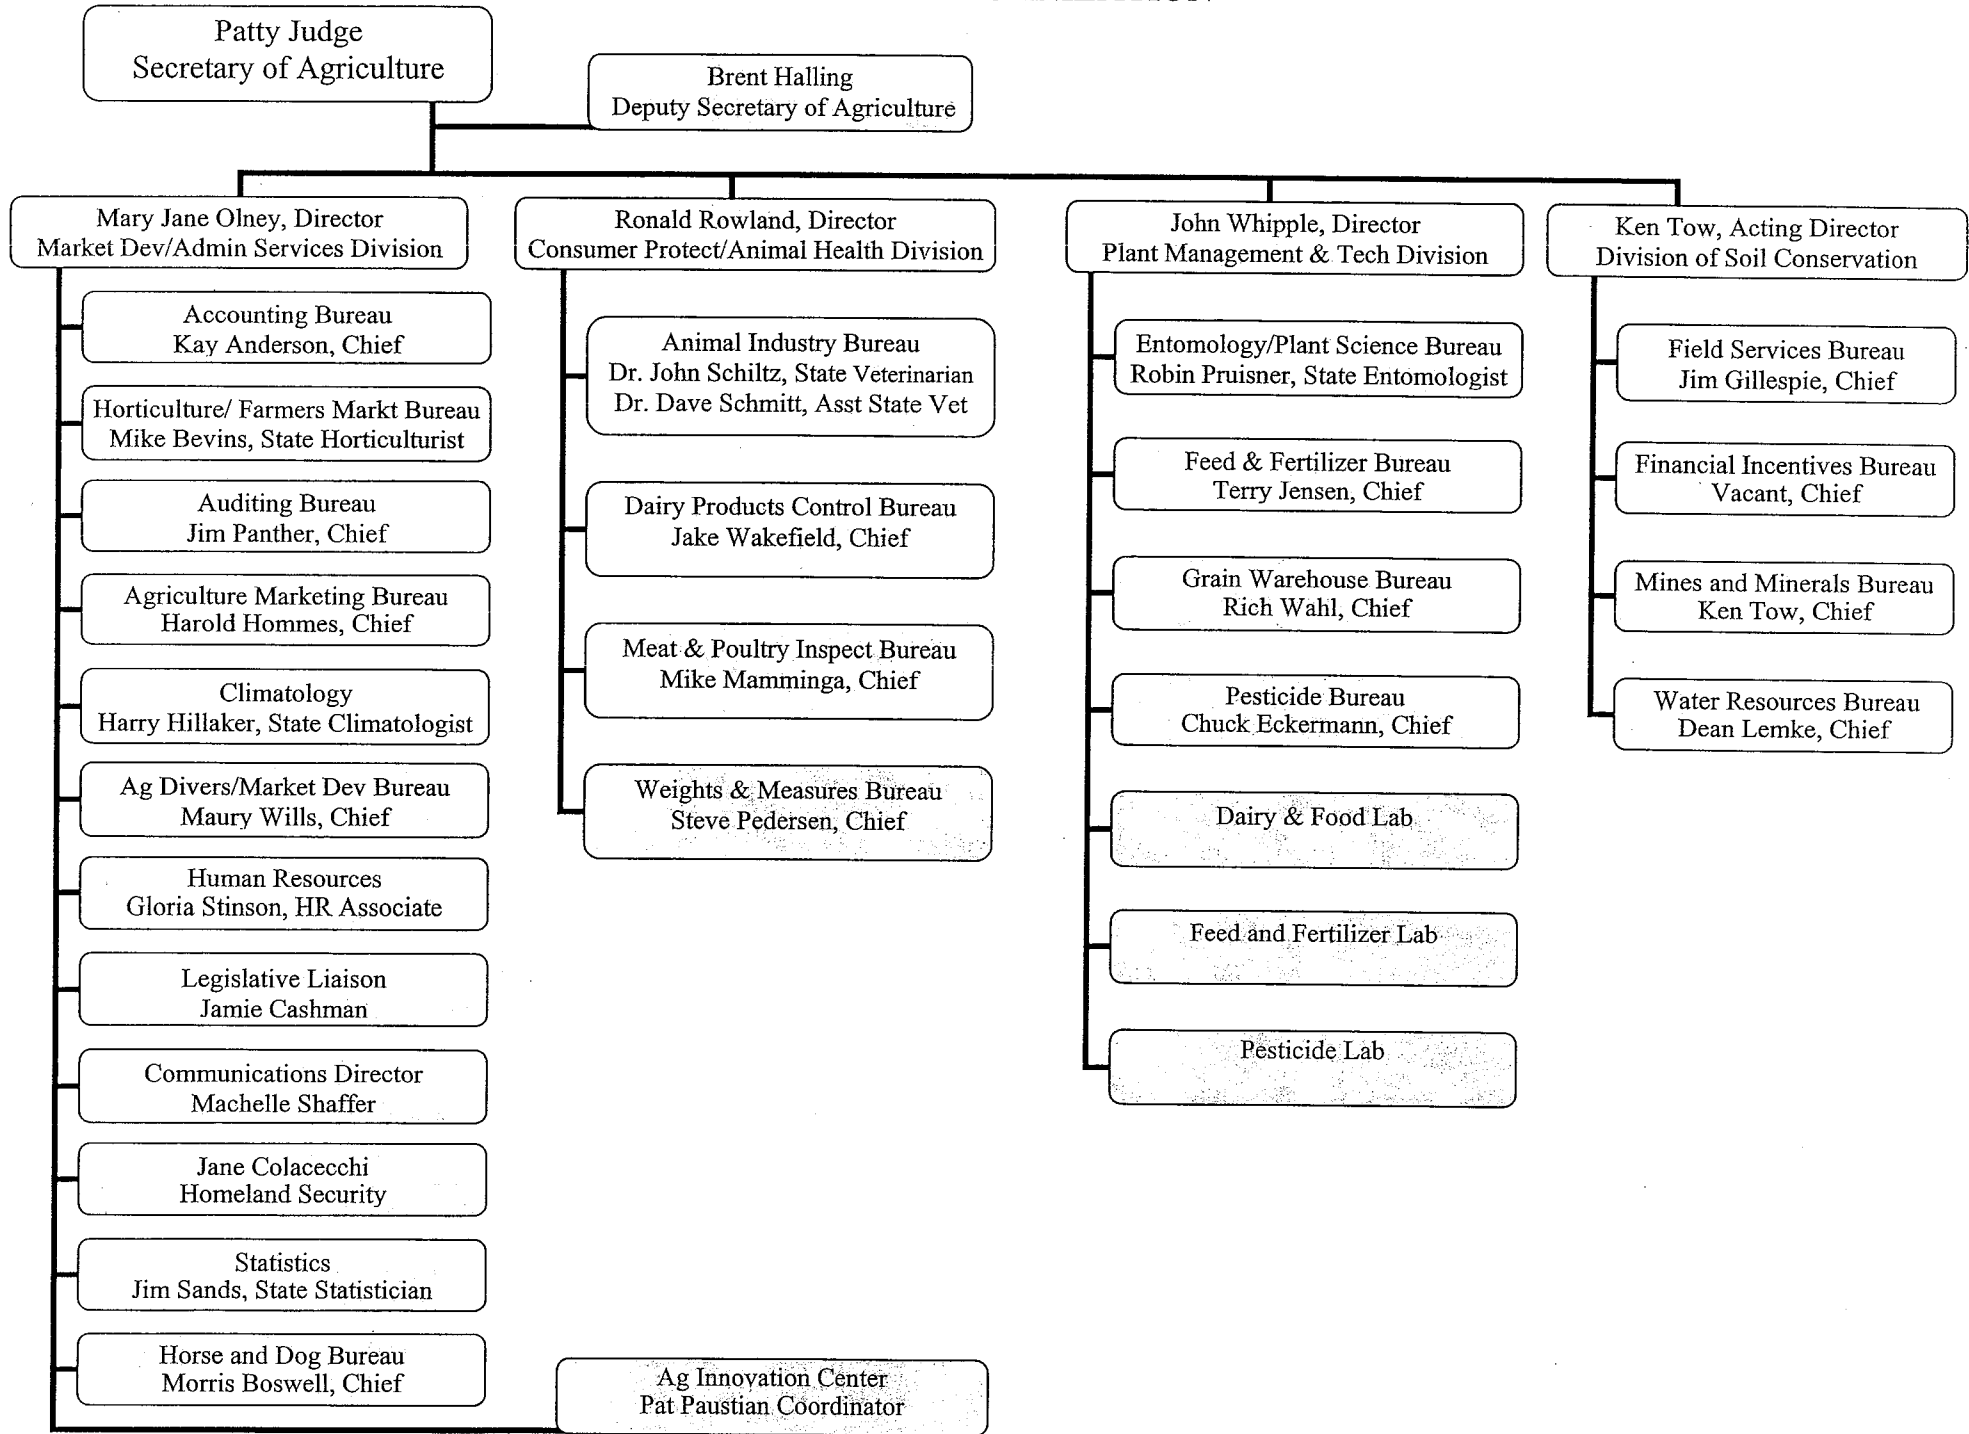 Patty Judge
Secretary of Agriculture
Brent Halling
Deputy Secretary of Agriculture
Mary Jane Olney, Director
Market Dev/Admin Services Division
Accounting Bureau
Kay Anderson, Chief
Horticulture/ Farmers Markt Bureau
Mike Bevins, State Horticulturist
Auditing Bureau
Jim Panther, Chief
Agriculture Marketing Bureau
Harold Hommes, Chief
Climatology
Harry Hillaker, State Climatologist
Ag Divers/Market Dev Bureau
Maury Wills, Chief
Human Resources
Gloria Stinson, HR Associate
Legislative Liaison
Jamie Cashman
Communications Director
Machelle Shaffer
Jane Colacecchi
Homeland Security
Statistics
Jim Sands, State Statistician
Horse and Dog Bureau
Morris Boswell, Chief
Ag Innovation Center
Pat Paustian Coordinator
Ronald Rowland, Director
Consumer Protect/Animal Health Division
Animal Industry Bureau
Dr. John Schiltz, State Veterinarian
Dr. Dave Schmitt, Asst State Vet
Dairy Products Control Bureau
Jake Wakefield, Chief
Meat & Poultry Inspect Bureau
Mike Mamminga, Chief
Weights & Measures Bureau
Steve Pedersen, Chief
John Whipple, Director
Plant Management & Tech Division
Entomology/Plant Science Bureau
Robin Pruisner, State Entomologist
Feed & Fertilizer Bureau
Terry Jensen, Chief
Grain Warehouse Bureau
Rich Wahl, Chief
Pesticide Bureau
Chuck Eckermann, Chief
Dairy & Food Lab
Feed and Fertilizer Lab
Pesticide Lab
Ken Tow, Acting Director
Division of Soil Conservation
Field Services Bureau
Jim Gillespie, Chief
Financial Incentives Bureau
Vacant, Chief
Mines and Minerals Bureau
Ken Tow, Chief
Water Resources Bureau
Dean Lemke, Chief